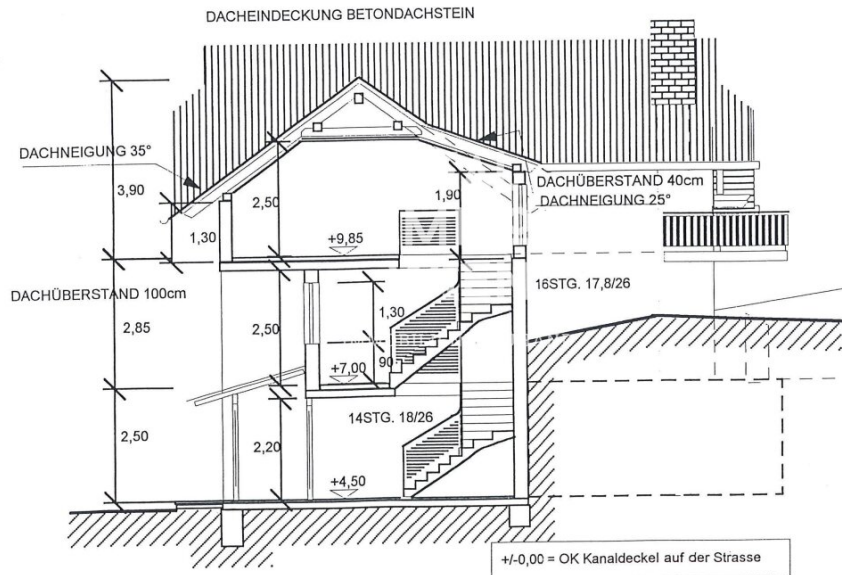 DACHEINDECKUNG BETONDACHSTEIN
DACHNEIGUNG 35°
3,90
2,50
1,90
DACHÜBERSTAND 40cm
DACHNEIGUNG 25°
1,30
+9,85
DACHÜBERSTAND 100cm
16STG. 17,8/26
2,85
2,50
1,30
90
+7,00
14STG. 18/26
2,50
2,20
+4,50
+/-0,00 = OK Kanaldeckel auf der Strasse